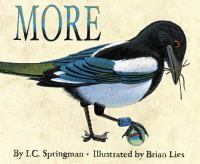 MORE
By I.C. Springman - Illustrated by Brian Lies